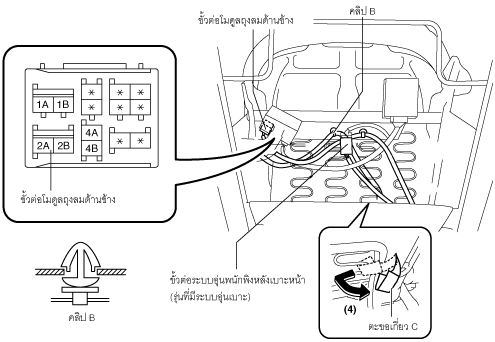 ขั้วต่อโมดูลถุงลมด้านข้าง
คลิป B
1A 1B * *
* *
2A 2B 4A * *
4B
ขั้วต่อโมดูลถุงลมด้านข้าง
คลิป B
ขั้วต่อระบบอุ่นพนักพิงหลังเบาะหน้า
(รุ่นที่มีระบบอุ่นเบาะ)
(4)
ตะขอเกี่ยว C